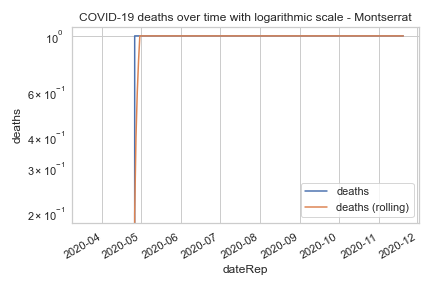 COVID-19 deaths over time with logarithmic scale - Montserrat
10⁰
6 × 10⁻¹
4 × 10⁻¹
3 × 10⁻¹
2 × 10⁻¹
deaths
deaths
deaths (rolling)
2020-04
2020-05
2020-06
2020-07
2020-08
2020-09
2020-10
2020-11
2020-12
dateRep